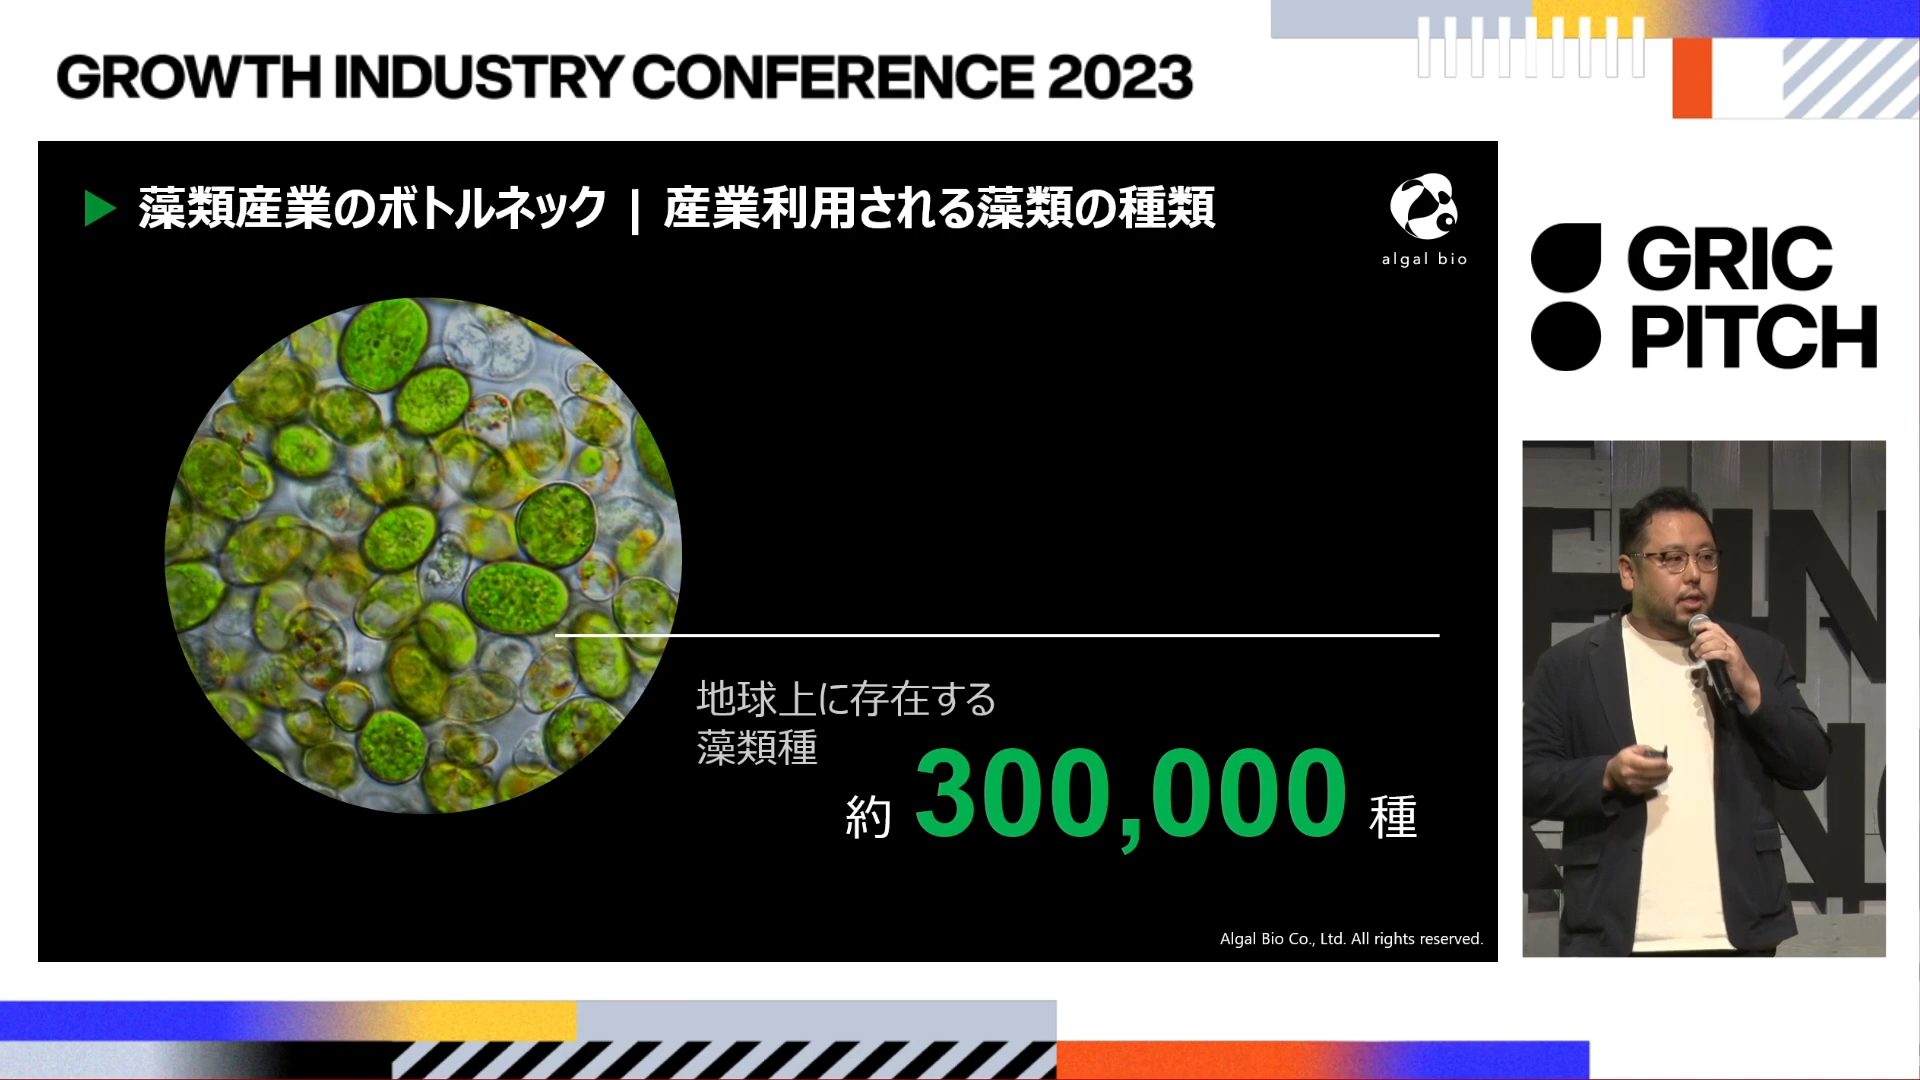 GROWTH INDUSTRY CONFERENCE 2023
藻類産業のボトルネック | 産業利用される藻類の種類
algal bio
地球上に存在する
藻類種
約 300,000 種
Algal Bio Co., Ltd. All rights reserved.
GRIC
PITCH